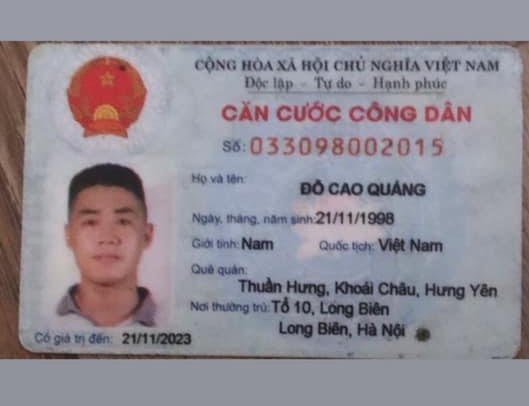 CỘNG HÒA XÃ HỘI CHỦ NGHĨA VIỆT NAM
Độc lập - Tự do - Hạnh phúc
CĂN CƯỚC CÔNG DÂN
Số: 033098002015
Họ và tên:
ĐỖ CAO QUẢNG
Ngày, tháng, năm sinh: 21/11/1998
Giới tính: Nam Quốc tịch: Việt Nam
Quê quán:
Thuần Hưng, Khoái Châu, Hưng Yên
Nơi thường trú: Tổ 10, Long Biên
Long Biên, Hà Nội
Có giá trị đến: 21/11/2023